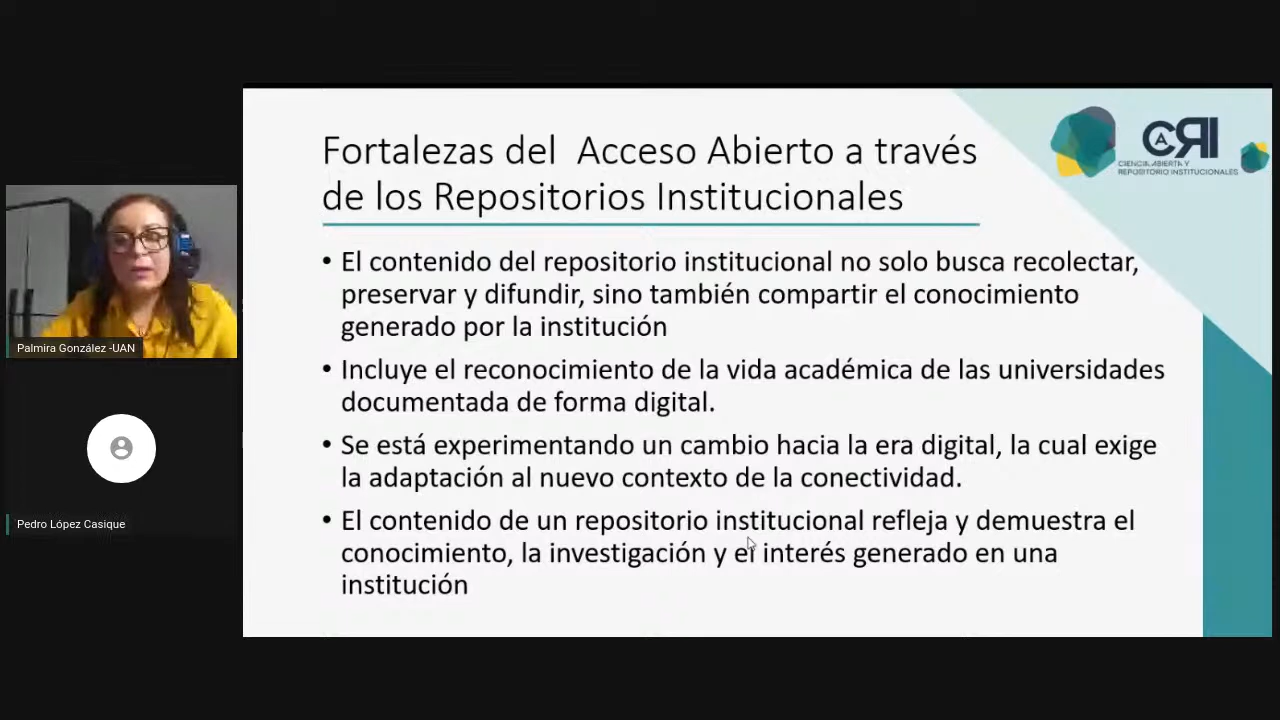 Fortalezas del Acceso Abierto a través
de los Repositorios Institucionales
CARI
CIENCIA ABIERTA Y
REPOSITORIO INSTITUCIONALES
• El contenido del repositorio institucional no solo busca recolectar,
preservar y difundir, sino también compartir el conocimiento
generado por la institución
• Incluye el reconocimiento de la vida académica de las universidades
documentada de forma digital.
• Se está experimentando un cambio hacia la era digital, la cual exige
la adaptación al nuevo contexto de la conectividad.
• El contenido de un repositorio institucional refleja y demuestra el
conocimiento, la investigación y el interés generado en una
institución
Palmira González -UAN
Pedro López Casique